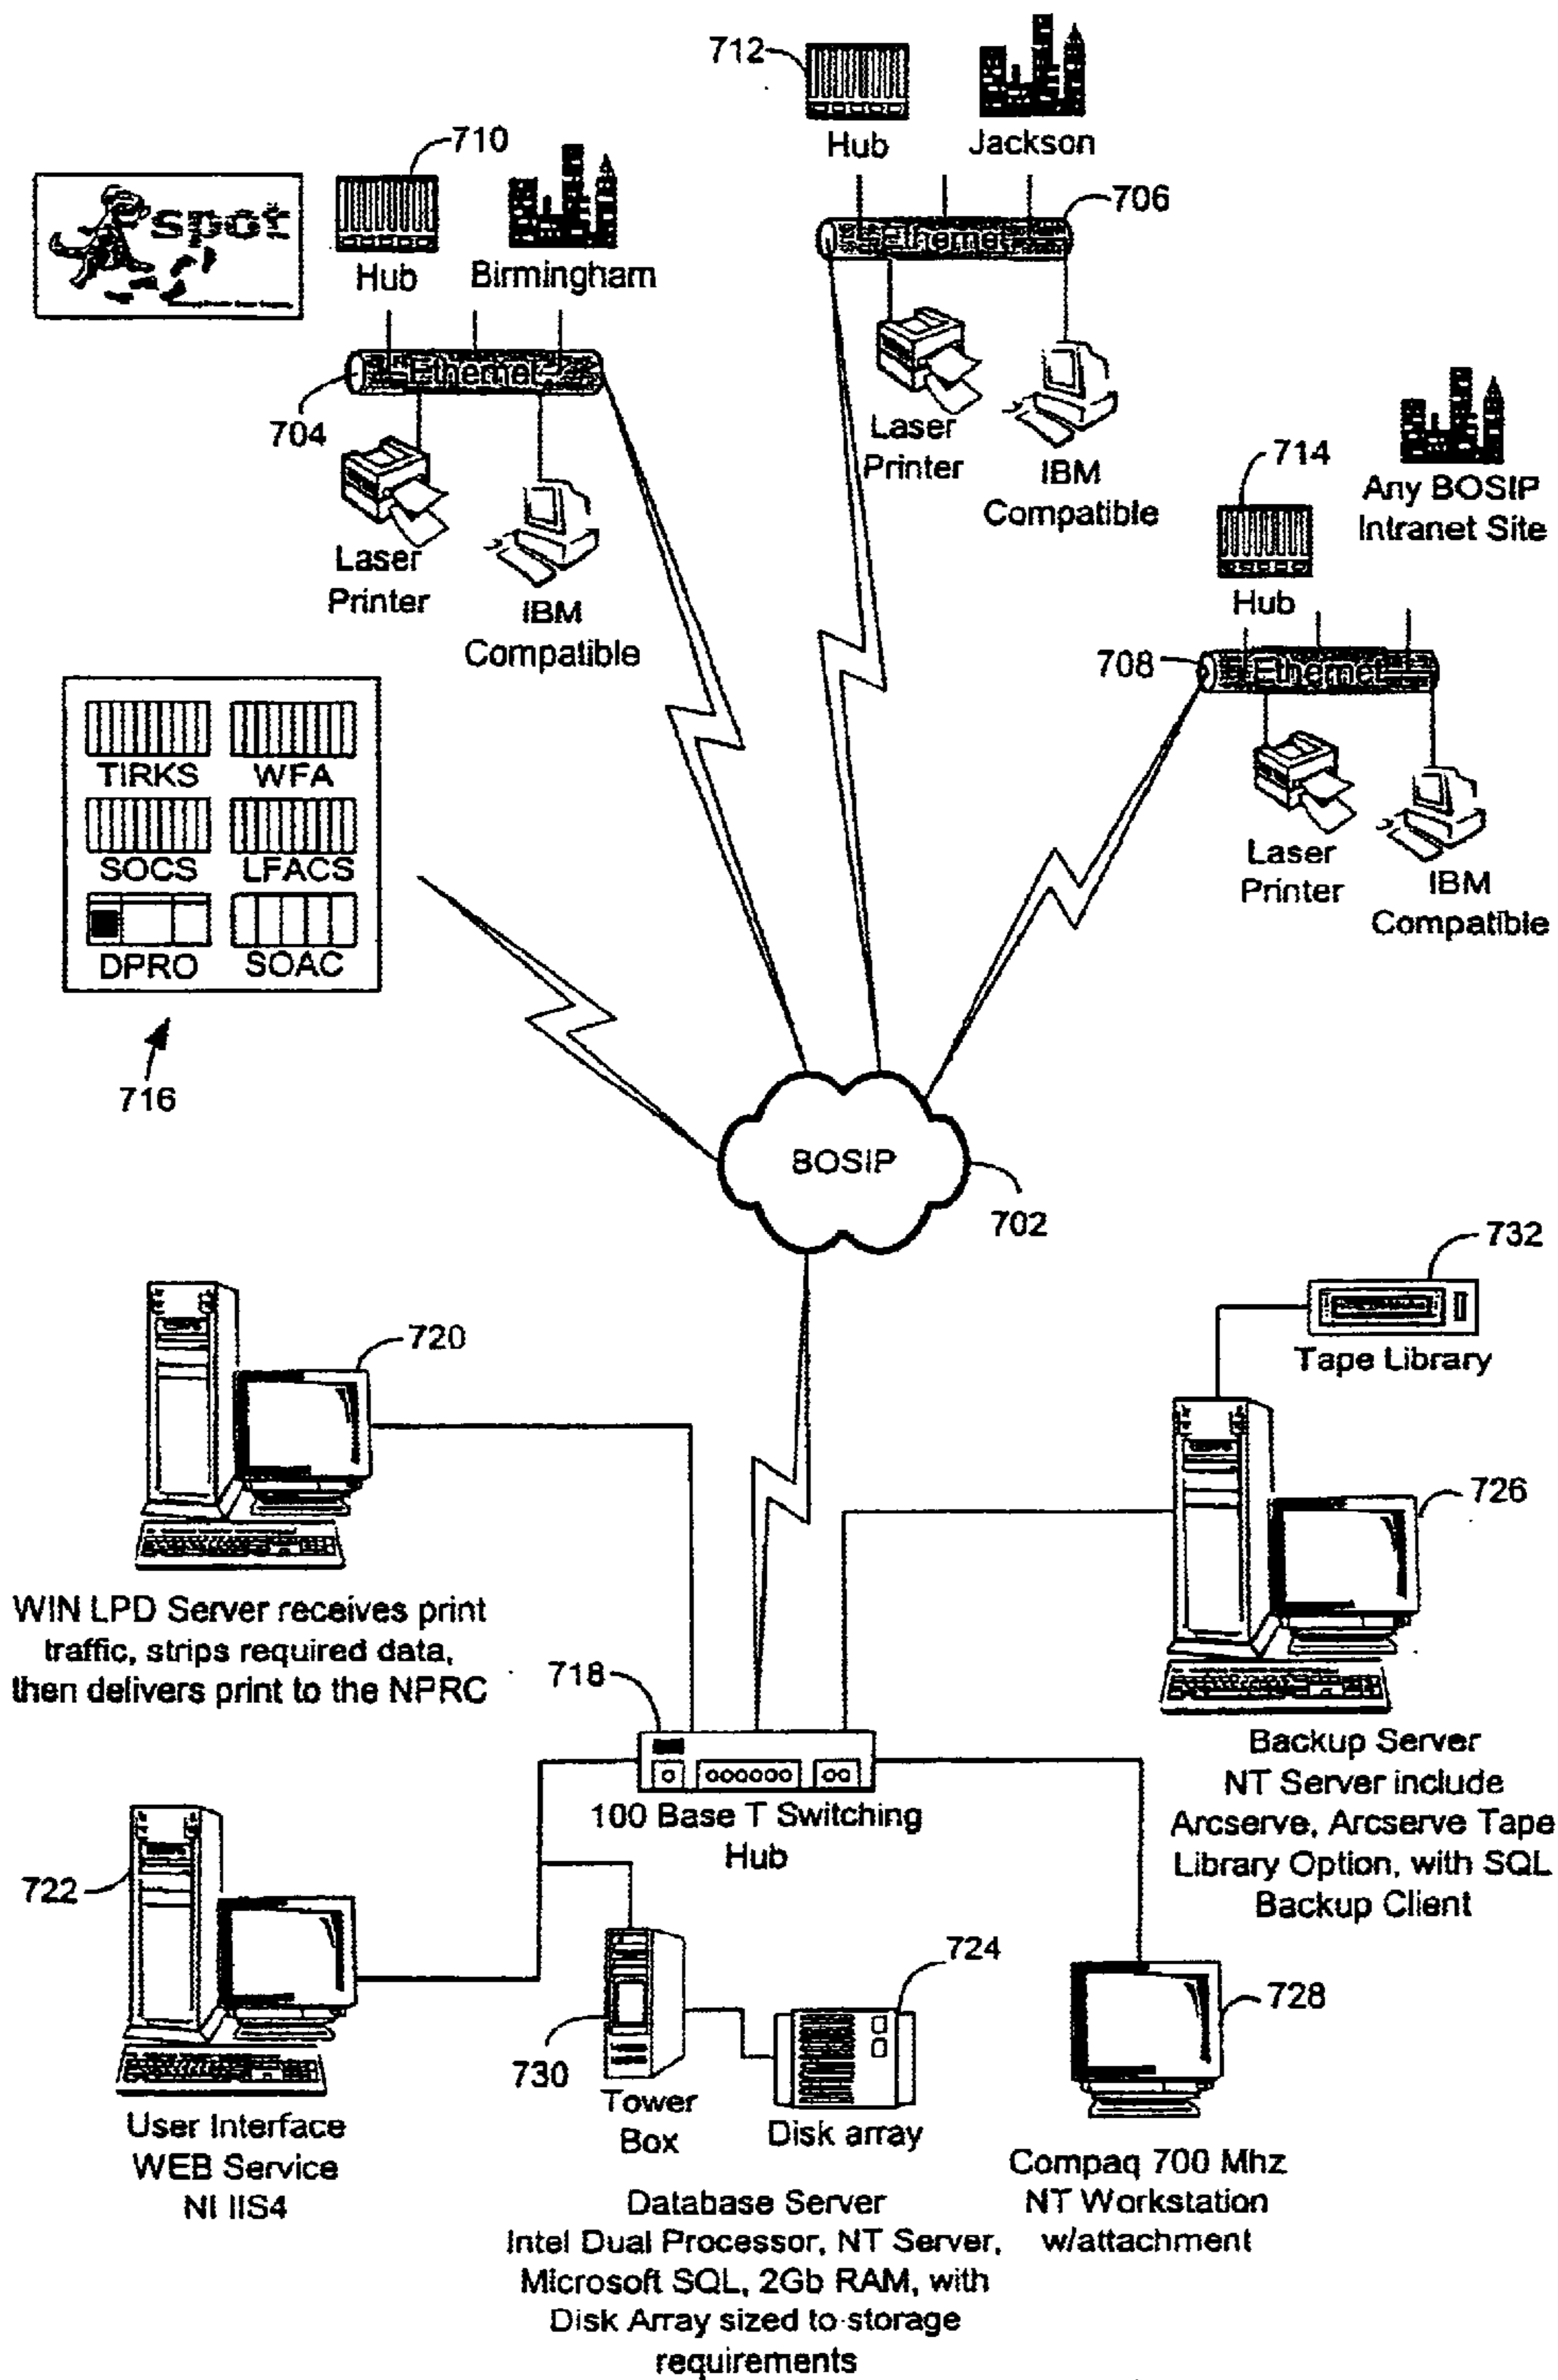 712
Hub
Jackson
710
706
Ethernet
spot
Hub
Birmingham
Ethernet
704
Laser
Printer
IBM
Compatible
714
Any BOSIP
Intranet Site
Hub
Laser
Printer
IBM
Compatible
708
Ethernet
TIRKS
WFA
SOCS
LFACS
DPRO
SOAC
Laser
Printer
IBM
Compatible
716
BOSIP
702
732
Tape Library
720
726
WIN LPD Server receives print
traffic, strips required data,
then delivers print to the NPRC
718
100 Base T Switching
Hub
Backup Server
NT Server include
Arcserve, Arcserve Tape
Library Option, with SQL
Backup Client
722
724
728
730
Tower
Box
Disk array
User Interface
WEB Service
NI IIS4
Compaq 700 Mhz
NT Workstation
w/attachment
Database Server
Intel Dual Processor, NT Server,
Microsoft SQL, 2Gb RAM, with
Disk Array sized to storage
requirements